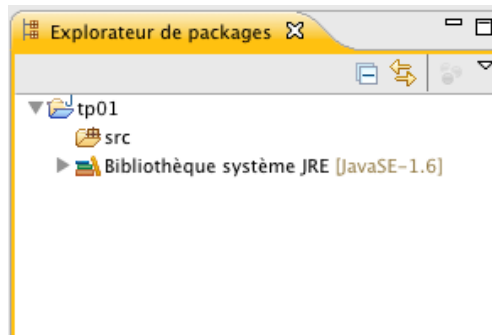 Explorateur de packages
tp01
src
Bibliothèque système JRE [JavaSE-1.6]